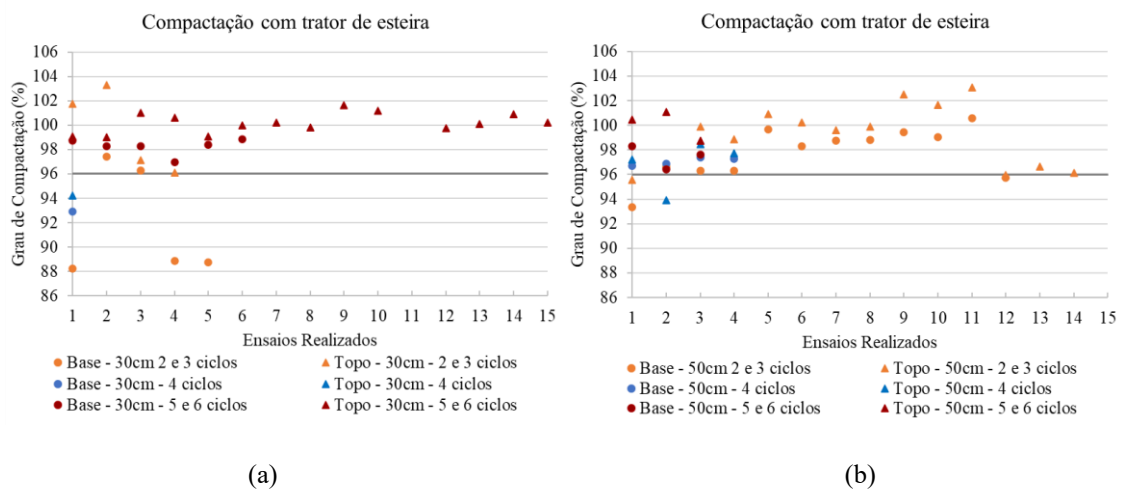 Compactação com trator de esteira
Grau de Compactação (%)
106
104
102
100
98
96
94
92
90
88
86
1 2 3 4 5 6 7 8 9 10 11 12 13 14 15
Ensaios Realizados
Base - 30cm 2 e 3 ciclos
Topo - 30cm - 2 e 3 ciclos
Base - 30cm - 4 ciclos
Topo - 30cm - 4 ciclos
Base - 30cm - 5 e 6 ciclos
Topo - 30cm - 5 e 6 ciclos
(a)
Compactação com trator de esteira
Grau de Compactação (%)
106
104
102
100
98
96
94
92
90
88
86
1 2 3 4 5 6 7 8 9 10 11 12 13 14 15
Ensaios Realizados
Base - 50cm 2 e 3 ciclos
Topo - 50cm - 2 e 3 ciclos
Base - 50cm - 4 ciclos
Topo - 50cm - 4 ciclos
Base - 50cm - 5 e 6 ciclos
Topo - 50cm - 5 e 6 ciclos
(b)